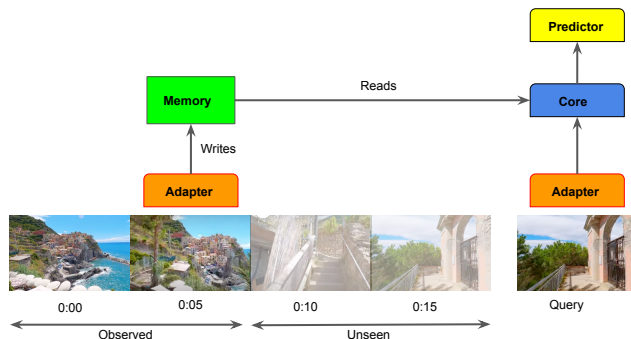 Predictor
Memory
Reads
Core
Writes
Adapter
Adapter
0:00
0:05
0:10
0:15
Query
Observed
Unseen